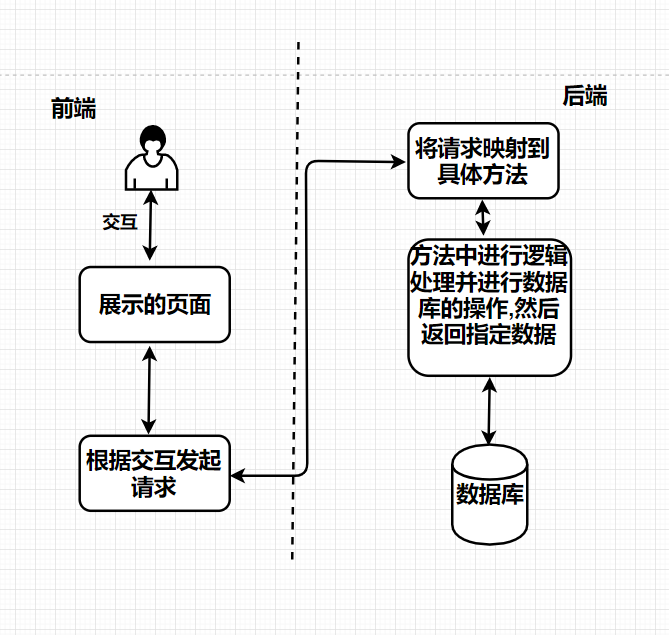 前端
交互
展示的页面
根据交互发起
请求
后端
将请求映射到
具体方法
方法中进行逻辑
处理并进行数据
库的操作,然后
返回指定数据
数据库